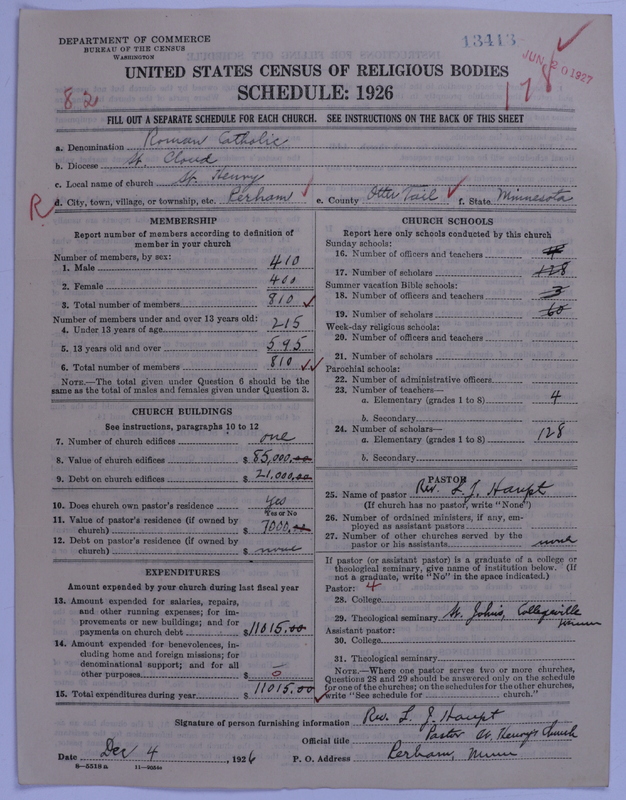 DEPARTMENT OF COMMERCE
BUREAU OF THE CENSUS
WASHINGTON
13413
JUN 20 1927
178
UNITED STATES CENSUS OF RELIGIOUS BODIES
SCHEDULE: 1926
82
FILL OUT A SEPARATE SCHEDULE FOR EACH CHURCH. SEE INSTRUCTIONS ON THE BACK OF THIS SHEET
a. Denomination Roman Catholic
b. Diocese St. Cloud
c. Local name of church St. Henry
R d. City, town, village, or township, etc. Perham e. County Otter Tail f. State Minnesota
MEMBERSHIP
Report number of members according to definition of
member in your church
Number of members, by sex:
1. Male 410
2. Female 400
3. Total number of members 810
Number of members under and over 13 years old:
4. Under 13 years of age 215
5. 13 years old and over 595
6. Total number of members 810
NOTE.—The total given under Question 6 should be the
same as the total of males and females given under Question 3.
CHURCH BUILDINGS
See instructions, paragraphs 10 to 12
7. Number of church edifices one
8. Value of church edifices $ 85,000.00
9. Debt on church edifices $ 21,000.00
10. Does church own pastor's residence yes
Yes or No
11. Value of pastor's residence (if owned by
church) $ 7000.00
12. Debt on pastor's residence (if owned by
church) $ none
EXPENDITURES
Amount expended by your church during last fiscal year
13. Amount expended for salaries, repairs,
and other running expenses; for im-
provements or new buildings; and for
payments on church debt $ 11015.00
14. Amount expended for benevolences, in-
cluding home and foreign missions; for
denominational support; and for all
other purposes $ 0
15. Total expenditures during year $ 11015.00
CHURCH SCHOOLS
Report here only schools conducted by this church
Sunday schools:
16. Number of officers and teachers 4
17. Number of scholars 128
Summer vacation Bible schools:
18. Number of officers and teachers 3
19. Number of scholars 60
Week-day religious schools:
20. Number of officers and teachers
21. Number of scholars
Parochial schools:
22. Number of administrative officers
23. Number of teachers—
a. Elementary (grades 1 to 8) 4
b. Secondary
24. Number of scholars—
a. Elementary (grades 1 to 8) 128
b. Secondary
PASTOR
25. Name of pastor Rev. L. J. Haupt
(If church has no pastor, write "None")
26. Number of ordained ministers, if any, em-
ployed as assistant pastors
27. Number of other churches served by the
pastor or his assistants none
If pastor (or assistant pastor) is a graduate of a college or
theological seminary, give name of institution below. (If
not a graduate, write "No" in the space indicated.)
Pastor: 4
28. College
29. Theological seminary St. Johns, Collegeville
Minn
Assistant pastor:
30. College
31. Theological seminary
NOTE.—Where one pastor serves two or more churches,
Questions 28 and 29 should be answered only on the schedule
for one of the churches; on the schedules for the other churches,
write "See schedule for church."
Signature of person furnishing information Rev. L. J. Haupt
Official title Pastor St. Henry's Church
Date Dec 4, 1926 P. O. Address Perham, Minn
8—5518a 11—9054c